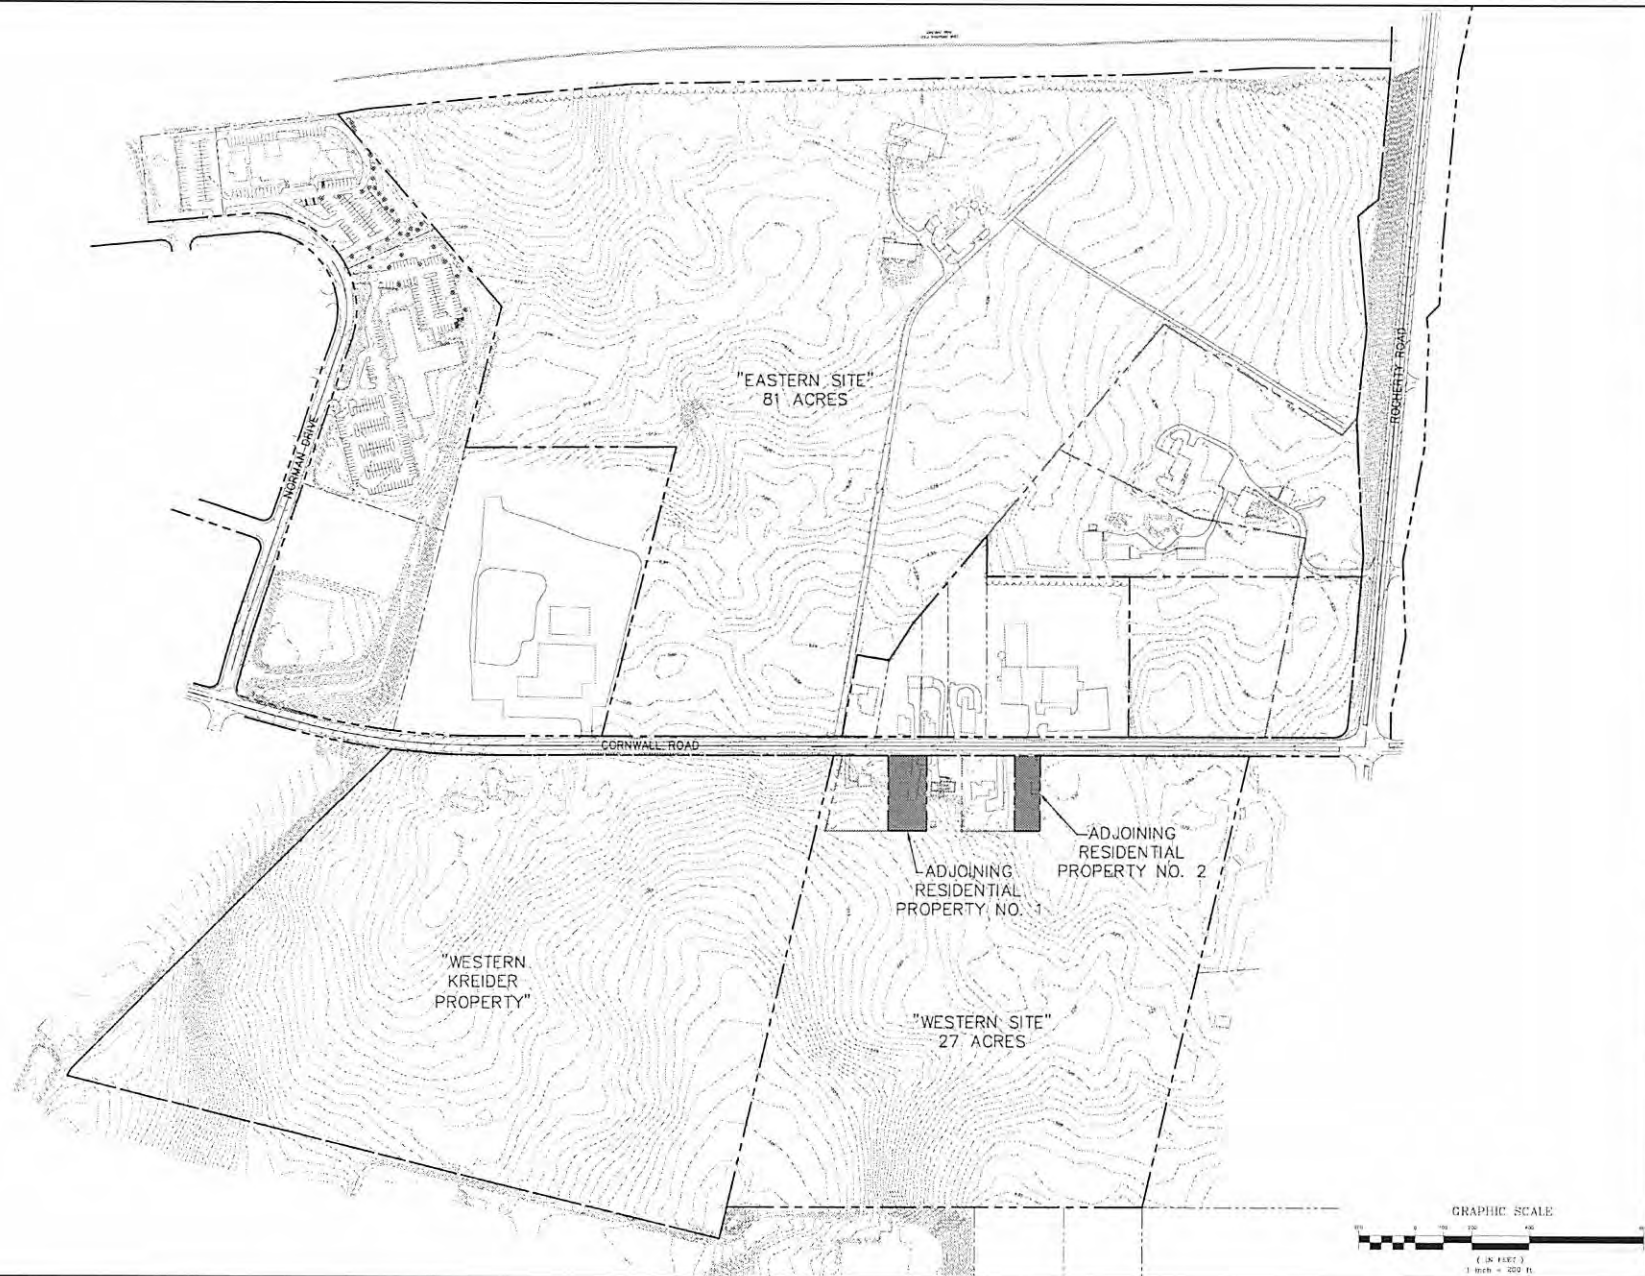 "EASTERN SITE"
81 ACRES
ROCHERTY ROAD
NORMAN DRIVE
CORNWALL ROAD
ADJOINING
RESIDENTIAL
PROPERTY NO. 2
ADJOINING
RESIDENTIAL
PROPERTY NO. 1
"WESTERN
KREIDER
PROPERTY"
"WESTERN SITE"
27 ACRES
GRAPHIC SCALE
( IN FEET )
1 inch = 200 ft.